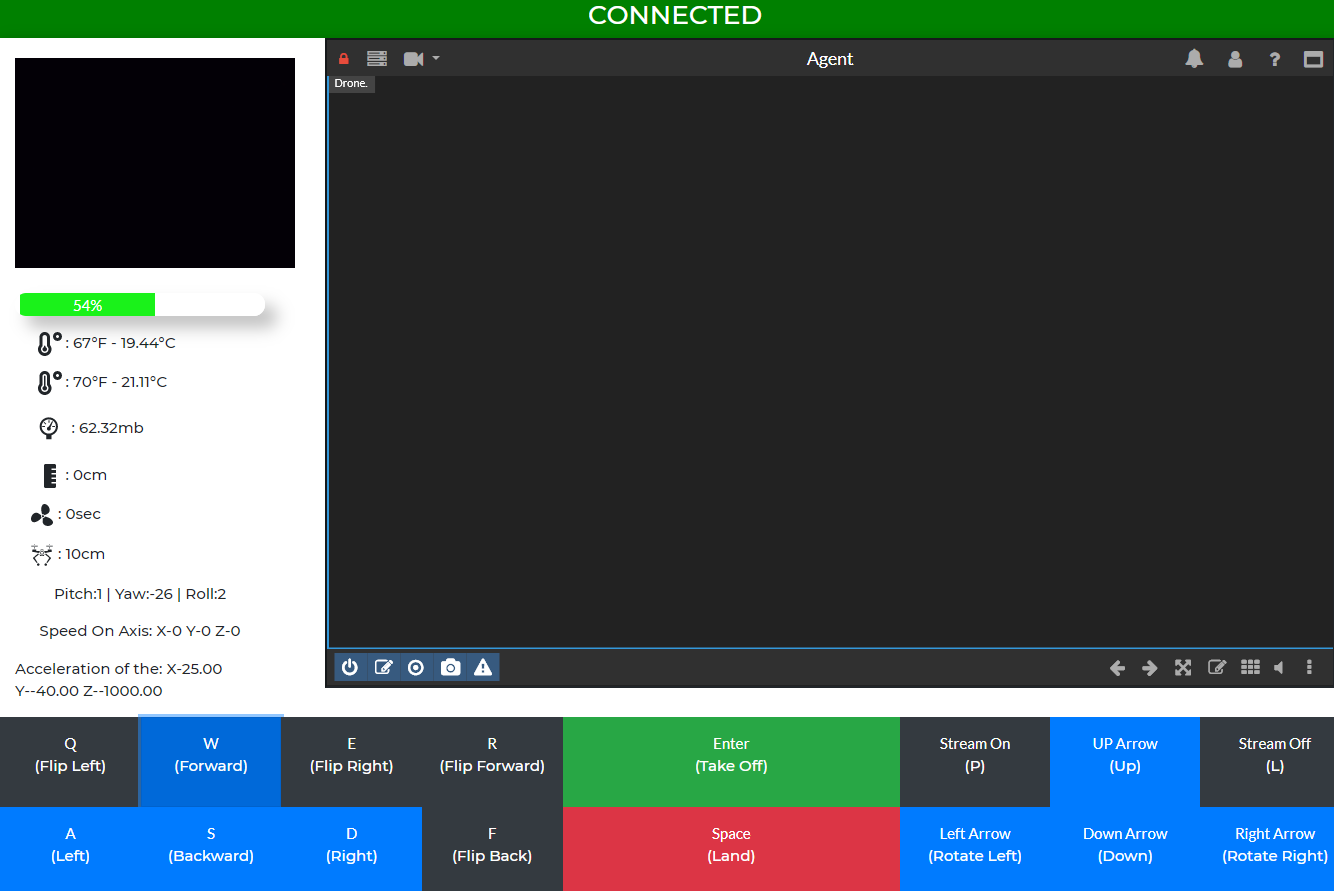 CONNECTED
Agent
Drone.
54%
: 67°F - 19.44°C
: 70°F - 21.11°C
: 62.32mb
: 0cm
: 0sec
: 10cm
Pitch:1 | Yaw:-26 | Roll:2
Speed On Axis: X-0 Y-0 Z-0
Acceleration of the: X-25.00
Y--40.00 Z--1000.00
Q
(Flip Left)
W
(Forward)
E
(Flip Right)
R
(Flip Forward)
Enter
(Take Off)
Stream On
(P)
UP Arrow
(Up)
Stream Off
(L)
A
(Left)
S
(Backward)
D
(Right)
F
(Flip Back)
Space
(Land)
Left Arrow
(Rotate Left)
Down Arrow
(Down)
Right Arrow
(Rotate Right)